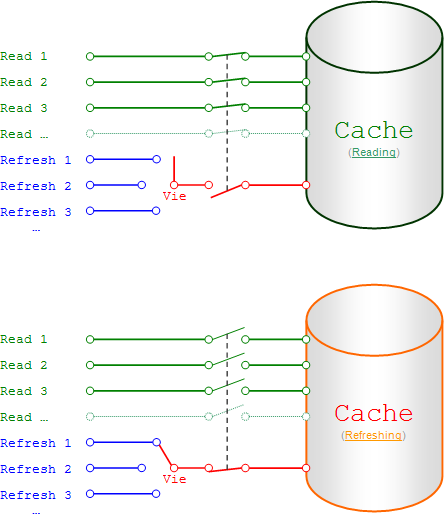 Read 1
Read 2
Read 3
Read …
Refresh 1
Refresh 2
Refresh 3
…
Vie
Cache
(Reading)
Read 1
Read 2
Read 3
Read …
Refresh 1
Refresh 2
Refresh 3
…
Vie
Cache
(Refreshing)